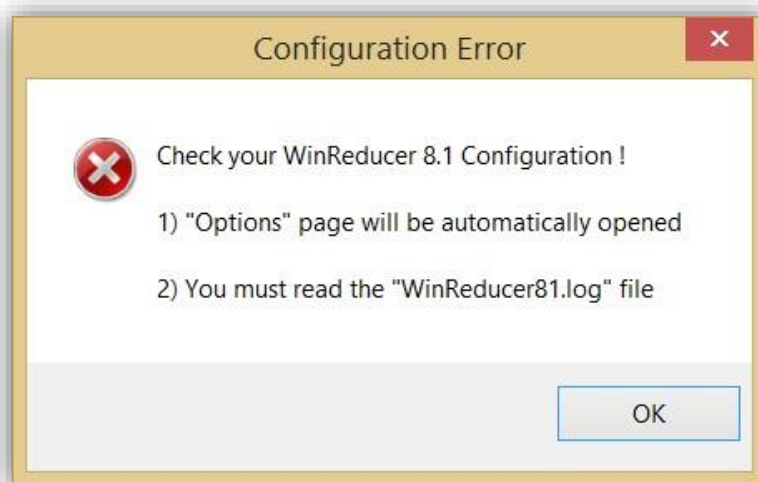 Configuration Error
Check your WinReducer 8.1 Configuration !
1) "Options" page will be automatically opened
2) You must read the "WinReducer81.log" file
OK